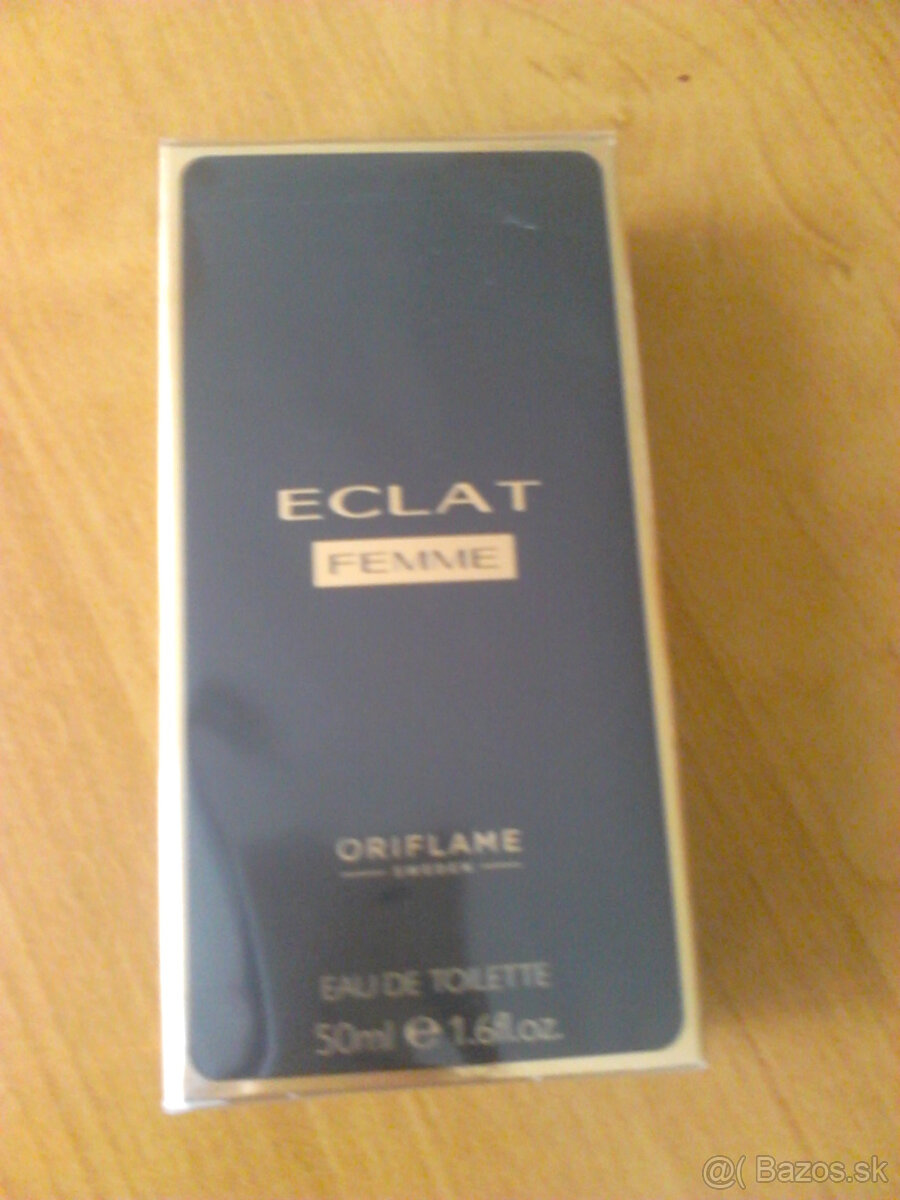 ECLAT
FEMME
ORIFLAME
SWEDEN
EAU DE TOILETTE
50ml ℮ 1.6fl.oz.
@( Bazos.sk